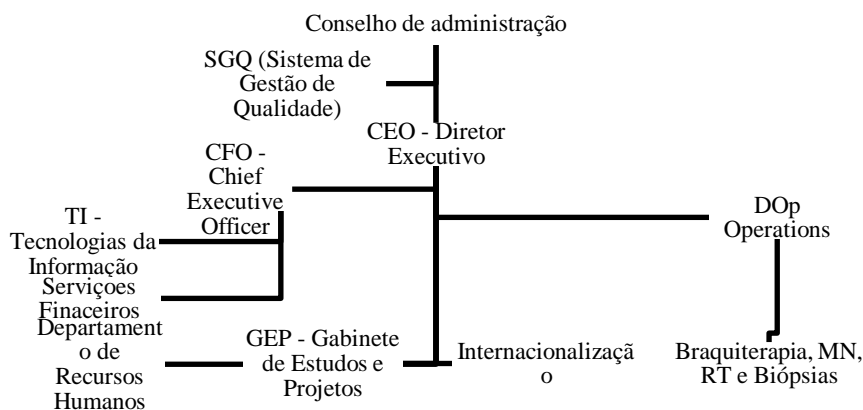 Conselho de administração
SGQ (Sistema de
Gestão de
Qualidade)
CEO - Diretor
Executivo
CFO -
Chief
Executive
Officer
DOp
Operations
TI -
Tecnologias da
Informação
Serviçoes
Finaceiros
Departament
o de
Recursos
Humanos
GEP - Gabinete
de Estudos e
Projetos
Internacionalizaçã
o
Braquiterapia, MN,
RT e Biópsias